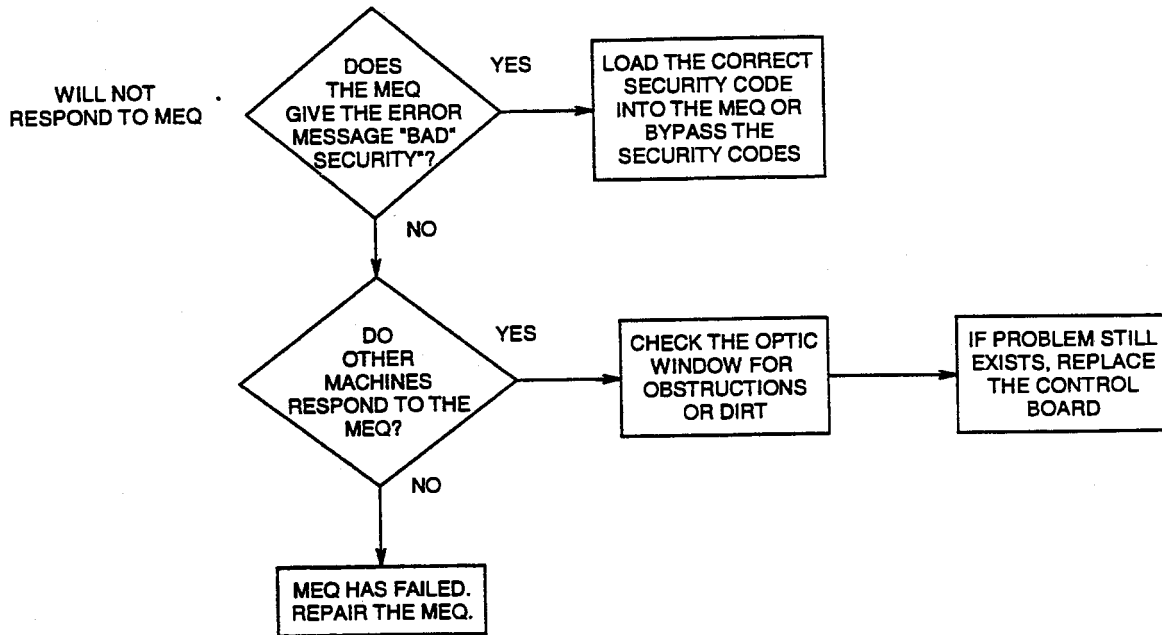 WILL NOT
RESPOND TO MEQ
DOES
THE MEQ
GIVE THE ERROR
MESSAGE "BAD"
SECURITY"?
YES
LOAD THE CORRECT
SECURITY CODE
INTO THE MEQ OR
BYPASS THE
SECURITY CODES
NO
DO
OTHER
MACHINES
RESPOND TO THE
MEQ?
YES
CHECK THE OPTIC
WINDOW FOR
OBSTRUCTIONS
OR DIRT
IF PROBLEM STILL
EXISTS, REPLACE
THE CONTROL
BOARD
NO
MEQ HAS FAILED.
REPAIR THE MEQ.